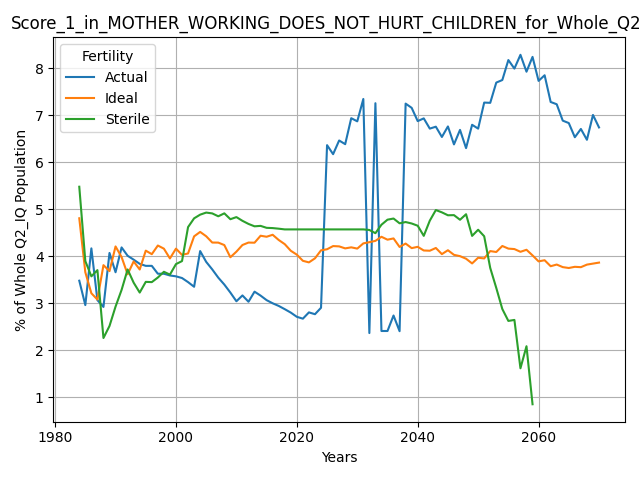 Score_1_in_MOTHER_WORKING_DOES_NOT_HURT_CHILDREN_for_Whole_Q2
Fertility
Actual
Ideal
Sterile
% of Whole Q2_IQ Population
8
7
6
5
4
3
2
1
1980 2000 2020 2040 2060
Years